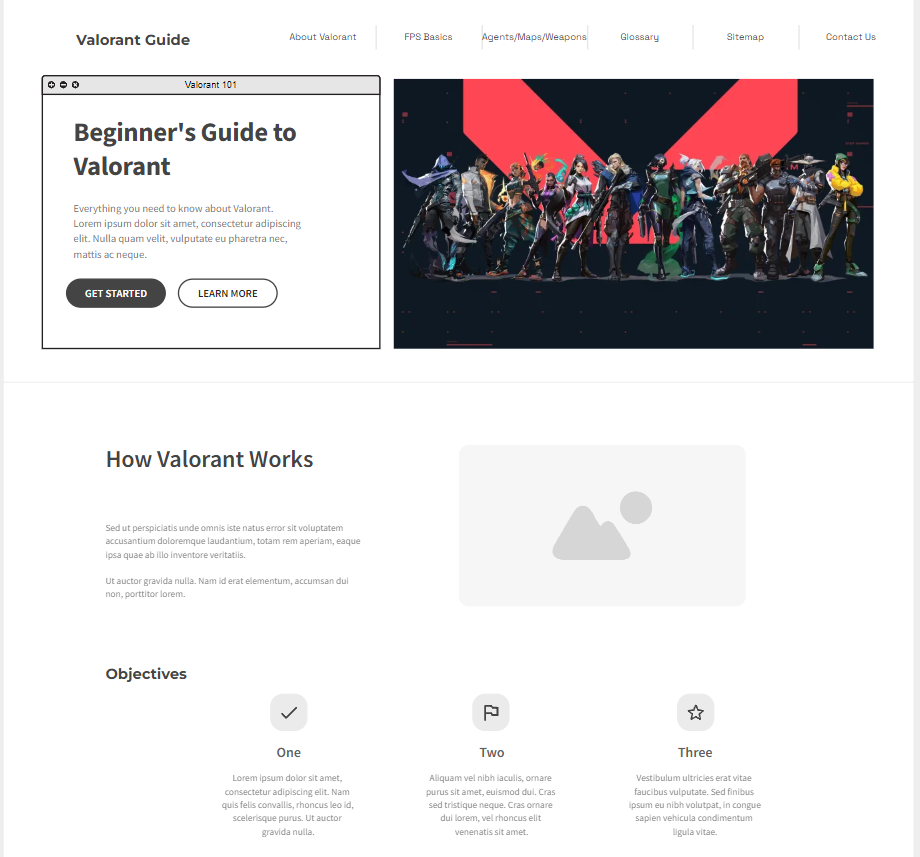 Valorant Guide
About Valorant
FPS Basics
Agents/Maps/Weapons
Glossary
Sitemap
Contact Us
Valorant 101
Beginner's Guide to
Valorant
Everything you need to know about Valorant.
Lorem ipsum dolor sit amet, consectetur adipiscing
elit. Nulla quam velit, vulputate eu pharetra nec,
mattis ac neque.
GET STARTED
LEARN MORE
How Valorant Works
Sed ut perspiciatis unde omnis iste natus error sit voluptatem
accusantium doloremque laudantium, totam rem aperiam, eaque
ipsa quae ab illo inventore veritatiis.
Ut auctor gravida nulla. Nam id erat elementum, accumsan dui
non, porttitor lorem.
Objectives
One
Lorem ipsum dolor sit amet,
consectetur adipiscing elit. Nam
quis felis convallis, rhoncus leo id,
scelerisque purus. Ut auctor
gravida nulla.
Two
Aliquam vel nibh iaculis, ornare
purus sit amet, euismod dui. Cras
sed tristique neque. Cras ornare
dui lorem, vel rhoncus elit
venenatis sit amet.
Three
Vestibulum ultricies erat vitae
faucibus vulputate. Sed finibus
ipsum eu nibh volutpat, in congue
sapien vehicula condimentum
ligula vitae.